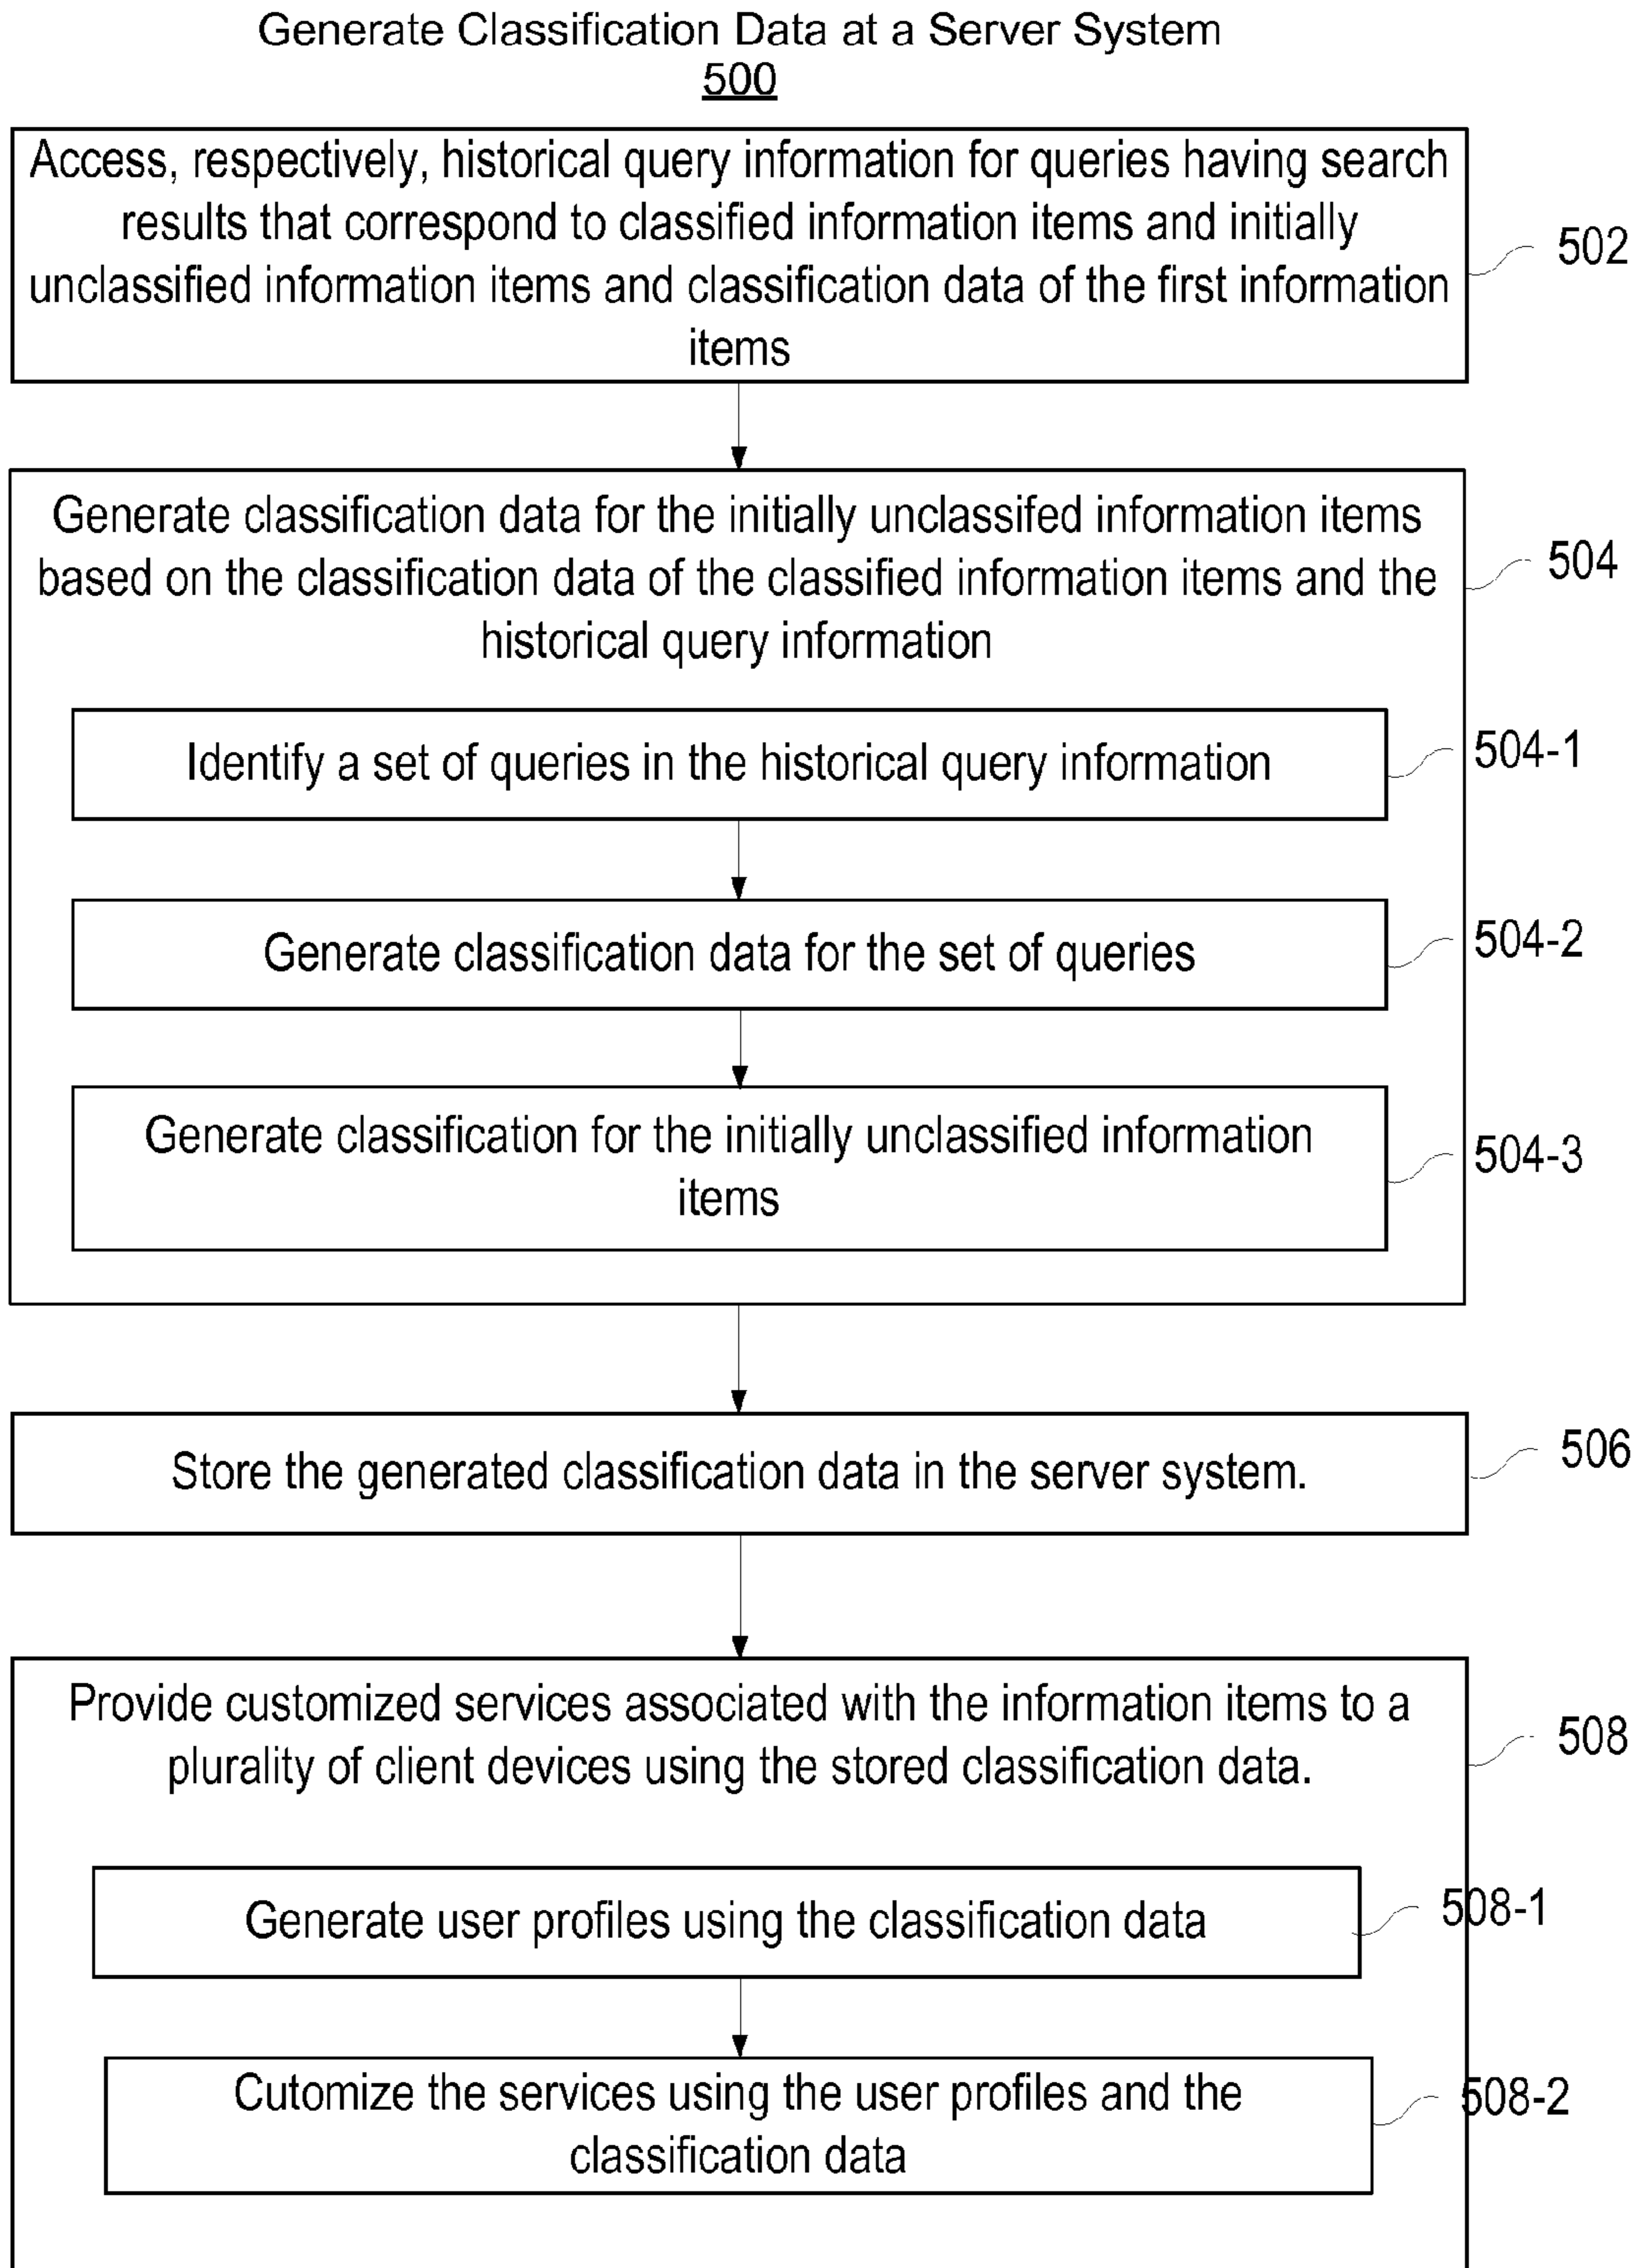 Generate Classification Data at a Server System
500
Access, respectively, historical query information for queries having search
results that correspond to classified information items and initially
unclassified information items and classification data of the first information
items
502
Generate classification data for the initially unclassifed information items
based on the classification data of the classified information items and the
historical query information
504
Identify a set of queries in the historical query information
504-1
Generate classification data for the set of queries
504-2
Generate classification for the initially unclassified information
items
504-3
Store the generated classification data in the server system.
506
Provide customized services associated with the information items to a
plurality of client devices using the stored classification data.
508
Generate user profiles using the classification data
508-1
Cutomize the services using the user profiles and the
classification data
508-2